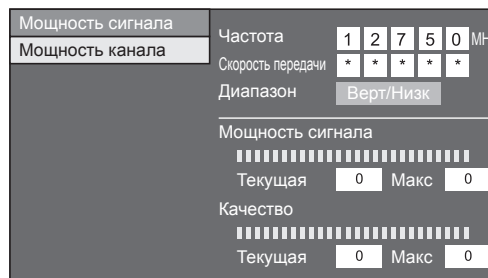 Мощность сигнала
Мощность канала
Частота 1 2 7 5 0 MH
Скорость передачи * * * * *
Диапазон Верт/Низк
Мощность сигнала
Текущая 0 Макс 0
Качество
Текущая 0 Макс 0